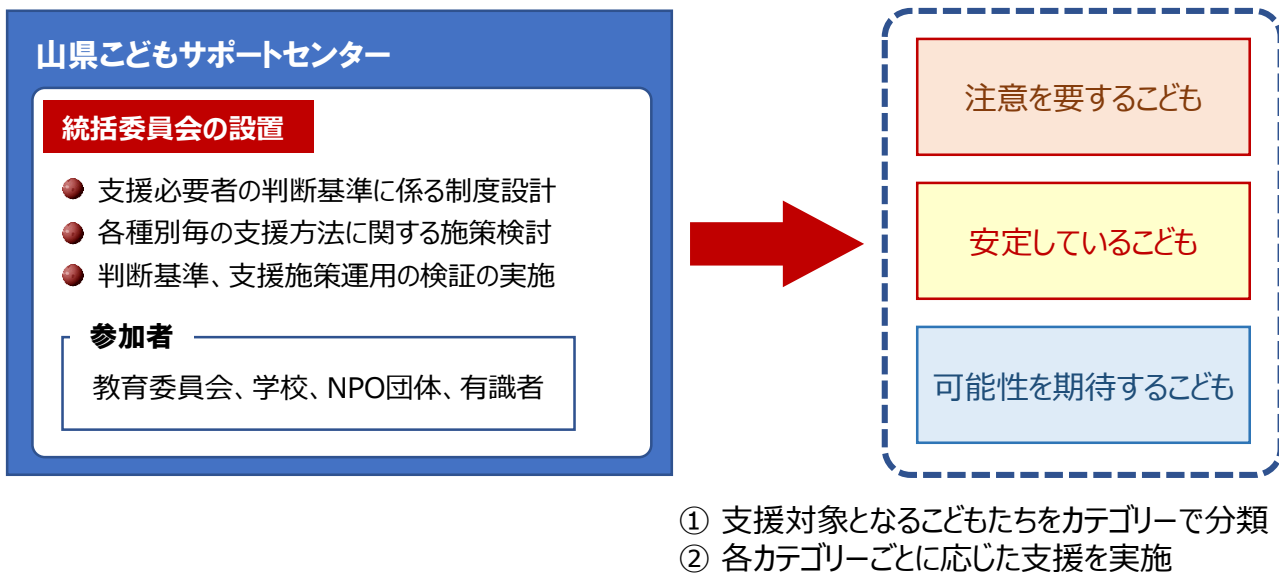 山県こどもサポートセンター
統括委員会の設置
支援必要者の判断基準に係る制度設計
各種別毎の支援方法に関する施策検討
判断基準、支援施策運用の検証の実施
参加者
教育委員会、学校、NPO団体、有識者
注意を要するこども
安定しているこども
可能性を期待するこども
① 支援対象となるこどもたちをカテゴリーで分類
② 各カテゴリーごとに応じた支援を実施